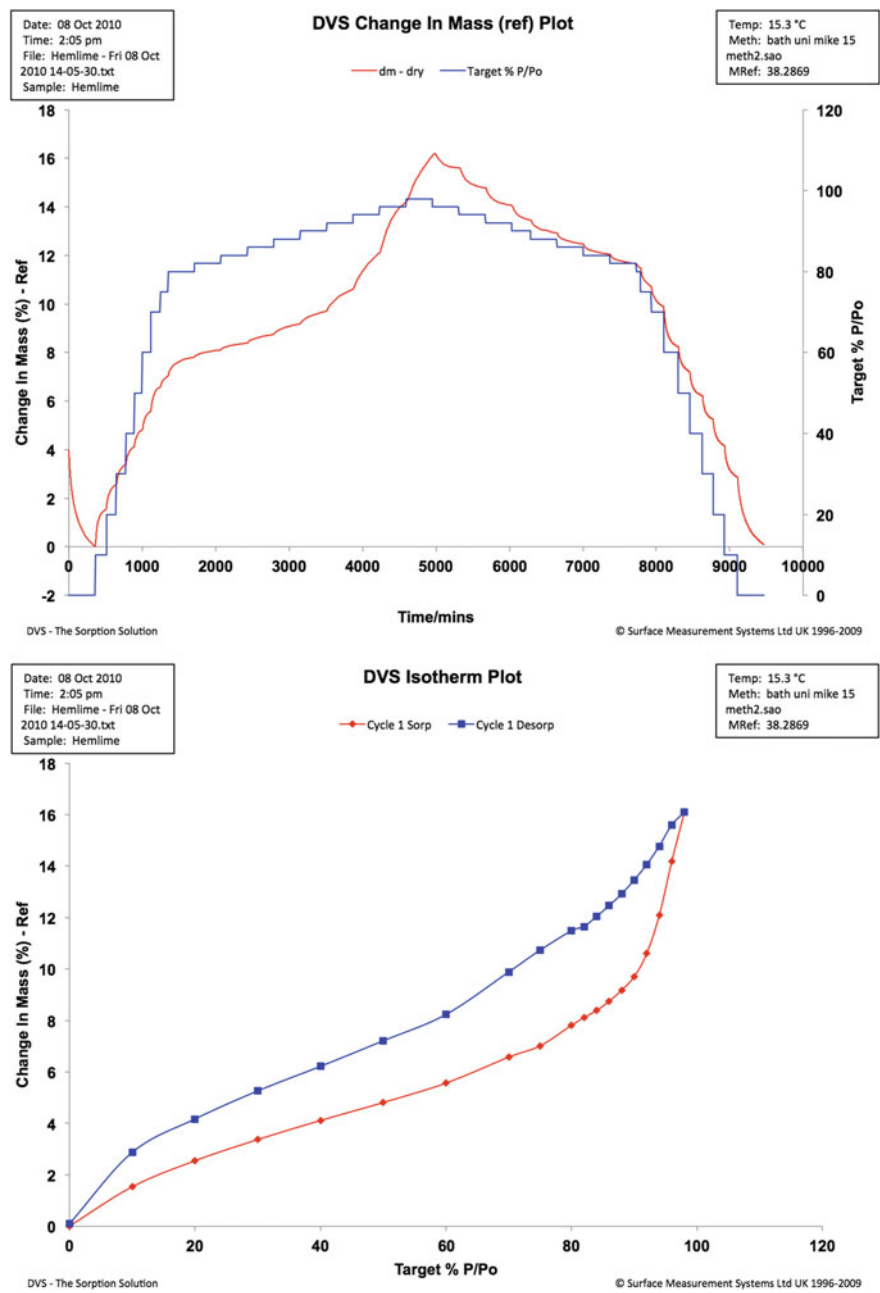 Date: 08 Oct 2010
Time: 2:05 pm
File: Hemlime - Fri 08 Oct
2010 14-05-30.txt
Sample: Hemlime
DVS Change In Mass (ref) Plot
Temp: 15.3 °C
Meth: bath uni mike 15
meth2.sao
MRef: 38.2869
dm - dry
Target % P/Po
18
16
14
12
10
8
6
4
2
0
-2
Change In Mass (%) - Ref
120
100
80
60
40
20
0
Target % P/Po
0 1000 2000 3000 4000 5000 6000 7000 8000 9000 10000
Time/mins
DVS - The Sorption Solution
© Surface Measurement Systems Ltd UK 1996-2009
Date: 08 Oct 2010
Time: 2:05 pm
File: Hemlime - Fri 08 Oct
2010 14-05-30.txt
Sample: Hemlime
DVS Isotherm Plot
Temp: 15.3 °C
Meth: bath uni mike 15
meth2.sao
MRef: 38.2869
Cycle 1 Sorp
Cycle 1 Desorp
18
16
14
12
10
8
6
4
2
0
Change In Mass (%) - Ref
0 20 40 60 80 100 120
Target % P/Po
DVS - The Sorption Solution
© Surface Measurement Systems Ltd UK 1996-2009